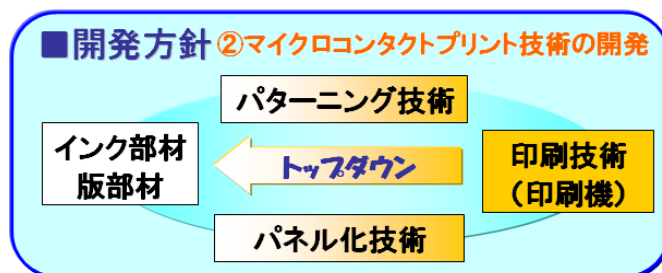 ■開発方針 ②マイクロコンタクトプリント技術の開発
パターニング技術
インク部材
版部材
トップダウン
印刷技術
(印刷機)
パネル化技術